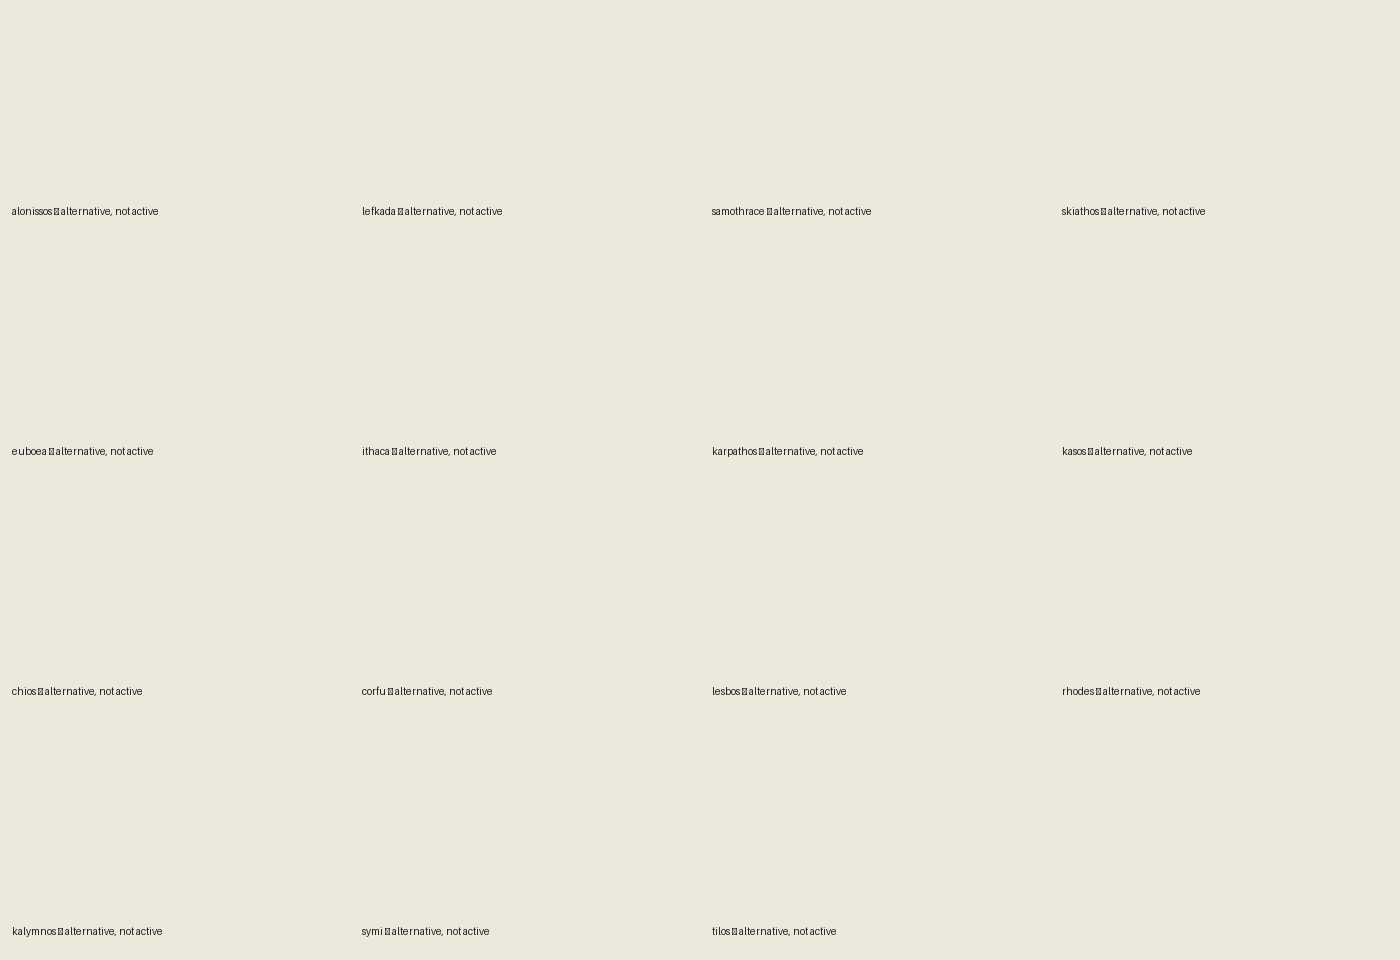 alonissos □ alternative, not active
lefkada □ alternative, not active
samothrace □ alternative, not active
skiathos □ alternative, not active
euboea □ alternative, not active
ithaca □ alternative, not active
karpathos □ alternative, not active
kasos □ alternative, not active
chios □ alternative, not active
corfu □ alternative, not active
lesbos □ alternative, not active
rhodes □ alternative, not active
kalymnos □ alternative, not active
symi □ alternative, not active
tilos □ alternative, not active